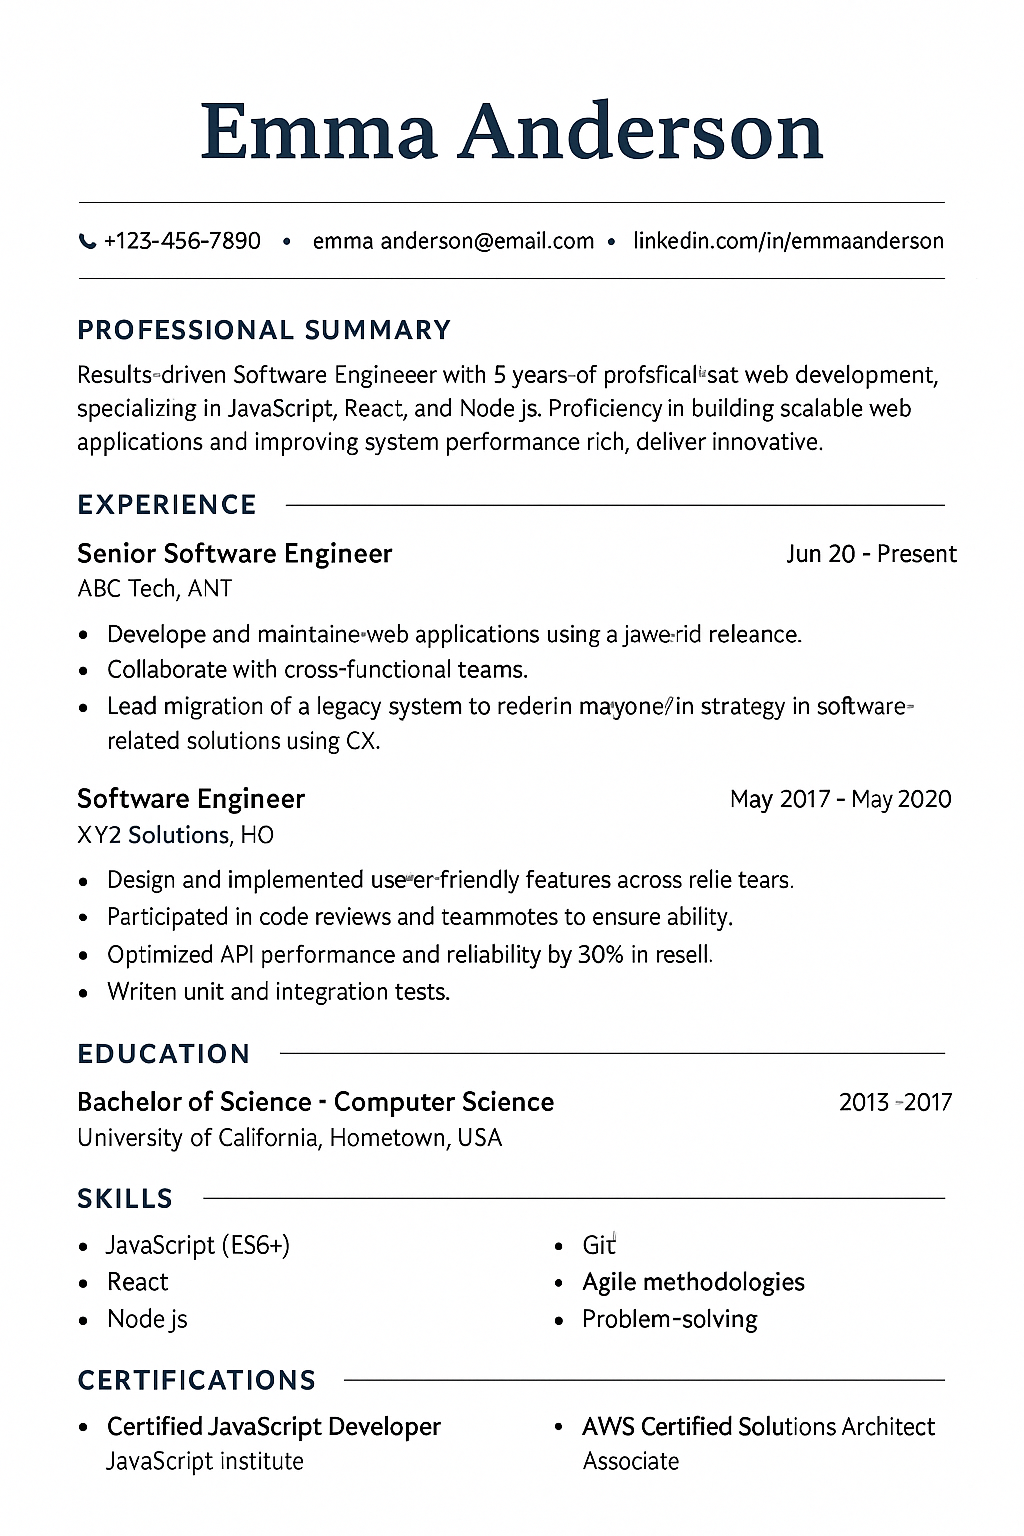 Emma Anderson
+123-456-7890 • emma anderson@email.com • linkedin.com/in/emmaanderson
PROFESSIONAL SUMMARY
Results-driven Software Engineeer with 5 years-of web development,
specializing in JavaScript, React, and Node js. Proficiency in building scalable web
applications and improving system performance rich, deliver innovative.
EXPERIENCE
Senior Software Engineer Jun 20 - Present
ABC Tech, ANT
• Develope and maintaine-web applications using a jawe-rid releance.
• Collaborate with cross-functional teams.
• Lead migration of a legacy system to rederin in strategy in software-
related solutions using CX.
Software Engineer May 2017 - May 2020
XY2 Solutions, HO
• Design and implemented features across relie tears.
• Participated in code reviews and teammotes to ensure ability.
• Optimized API performance and reliability by 30% in resell.
• Writen unit and integration tests.
EDUCATION
Bachelor of Science - Computer Science 2013 -2017
University of California, Hometown, USA
SKILLS
• JavaScript (ES6+)
• React
• Node js
• Git
• Agile methodologies
• Problem-solving
CERTIFICATIONS
• Certified JavaScript Developer
JavaScript institute
• AWS Certified Solutions Architect
Associate